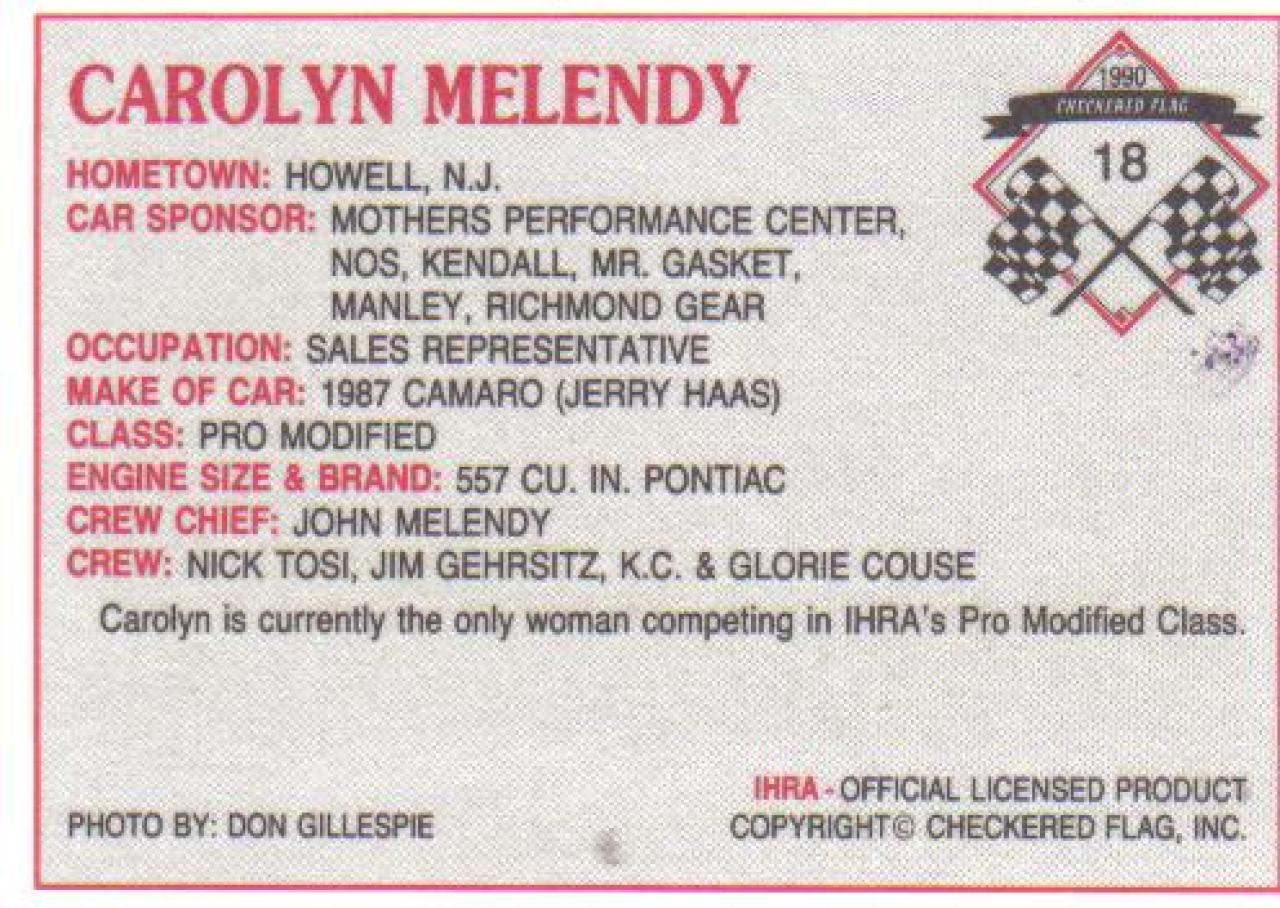 CAROLYN MELENDY
1990
CHECKERED FLAG
18
HOMETOWN: HOWELL, N.J.
CAR SPONSOR: MOTHERS PERFORMANCE CENTER,
NOS, KENDALL, MR. GASKET,
MANLEY, RICHMOND GEAR
OCCUPATION: SALES REPRESENTATIVE
MAKE OF CAR: 1987 CAMARO (JERRY HAAS)
CLASS: PRO MODIFIED
ENGINE SIZE & BRAND: 557 CU. IN. PONTIAC
CREW CHIEF: JOHN MELENDY
CREW: NICK TOSI, JIM GEHRSITZ, K.C. & GLORIE COUSE
Carolyn is currently the only woman competing in IHRA's Pro Modified Class.
IHRA - OFFICIAL LICENSED PRODUCT
PHOTO BY: DON GILLESPIE
COPYRIGHT© CHECKERED FLAG, INC.